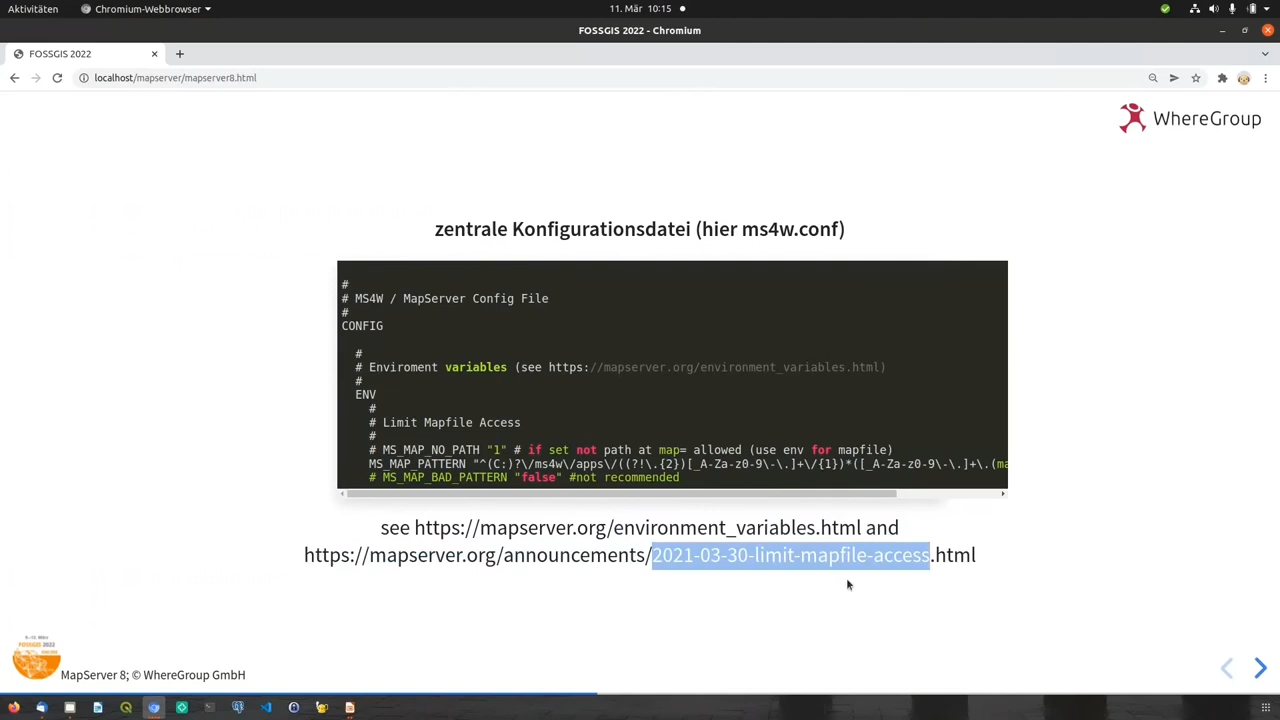 Aktivitäten
Chromium-Webbrowser
11. Mär 10:15
FOSSGIS 2022 - Chromium
FOSSGIS 2022
localhost/mapserver/mapserver8.html
WhereGroup
zentrale Konfigurationsdatei (hier ms4w.conf)
#
# MS4W / MapServer Config File
#
CONFIG
#
# Enviroment variables (see https://mapserver.org/environment_variables.html)
#
ENV
#
# Limit Mapfile Access
#
# MS_MAP_NO_PATH "1" # if set not path at map= allowed (use env for mapfile)
MS_MAP_PATTERN "^(C:)?\/ms4w\/apps\/((?!\.{2})[_A-Za-z0-9\-\.]+\/{1})*([_A-Za-z0-9\-\.]+\.(ma
# MS_MAP_BAD_PATTERN "false" #not recommended
see https://mapserver.org/environment_variables.html and
https://mapserver.org/announcements/2021-03-30-limit-mapfile-access.html
FOSSGIS 2022
MapServer 8; © WhereGroup GmbH